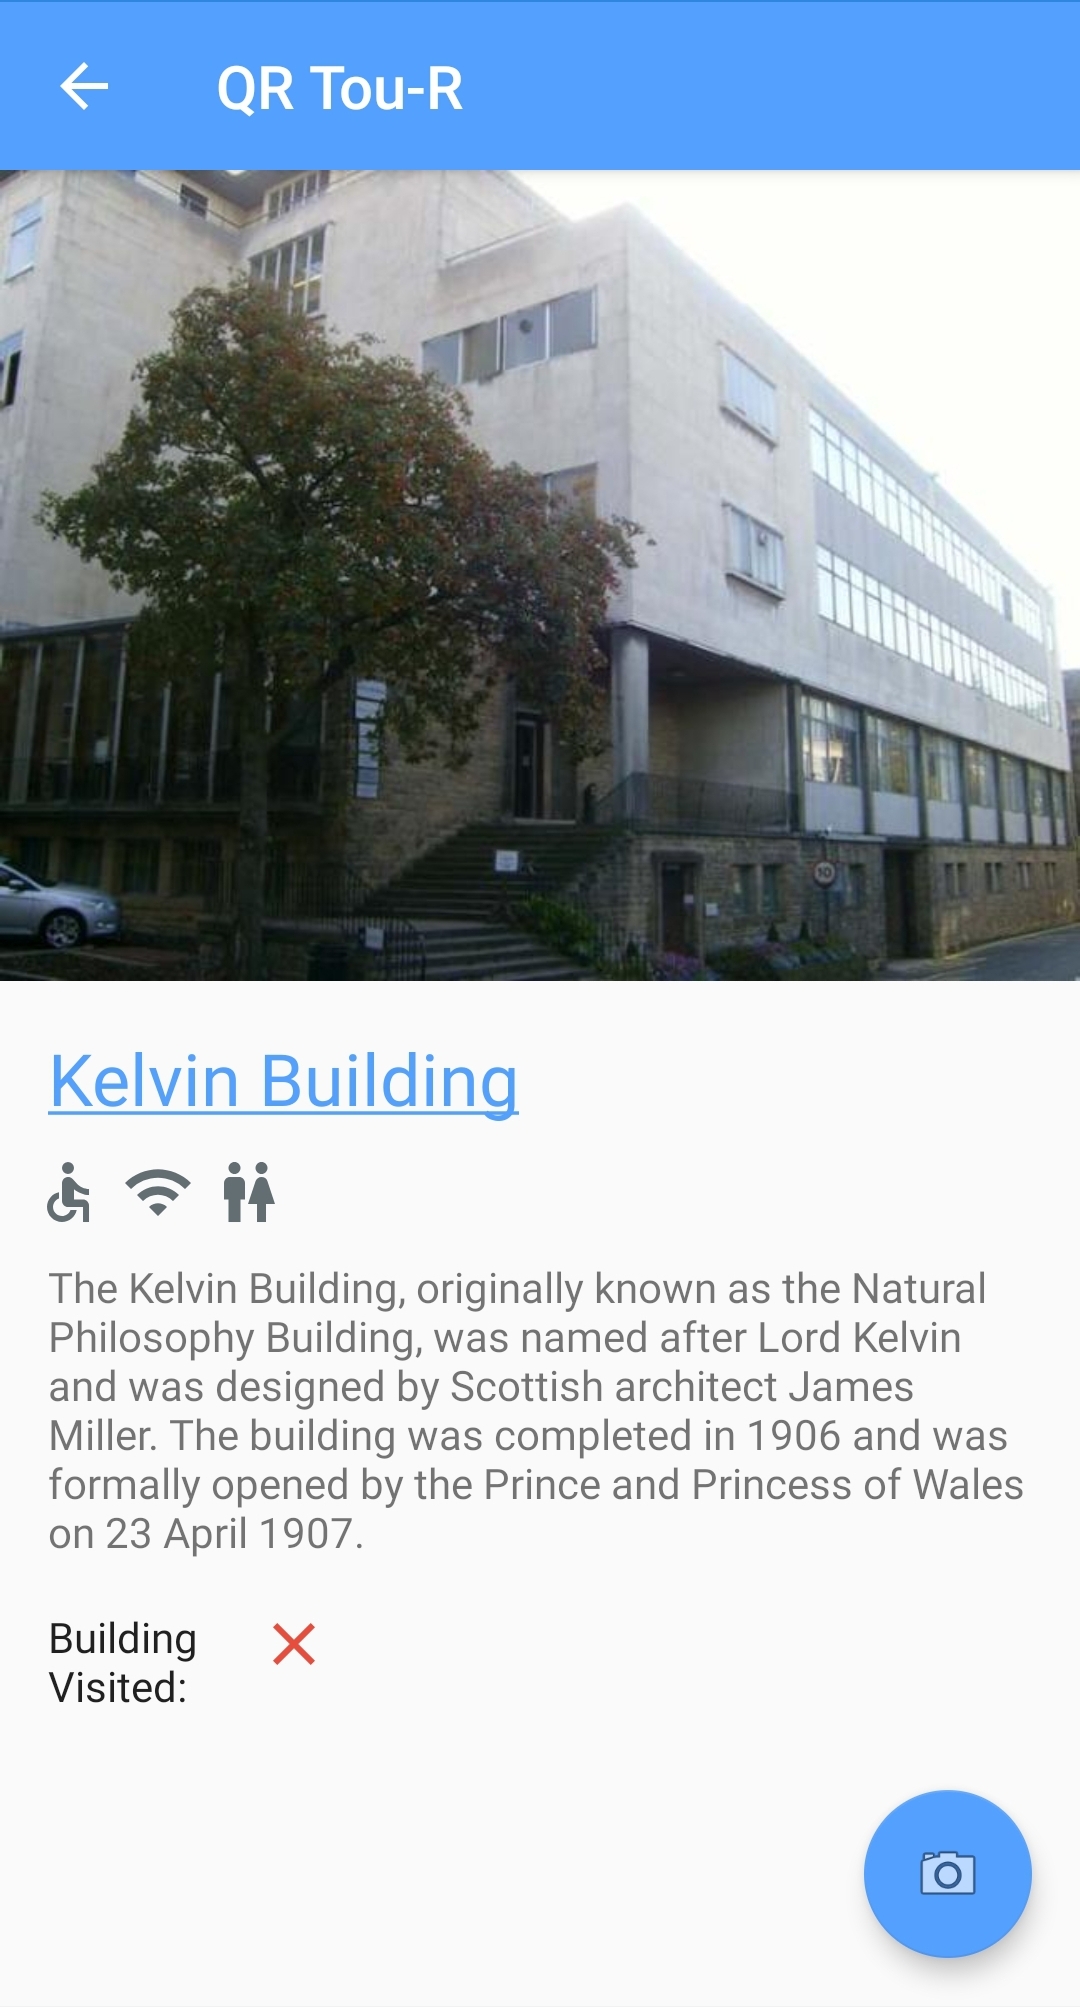 QR Tou-R
10
Kelvin Building
The Kelvin Building, originally known as the Natural
Philosophy Building, was named after Lord Kelvin
and was designed by Scottish architect James
Miller. The building was completed in 1906 and was
formally opened by the Prince and Princess of Wales
on 23 April 1907.
Building
Visited: